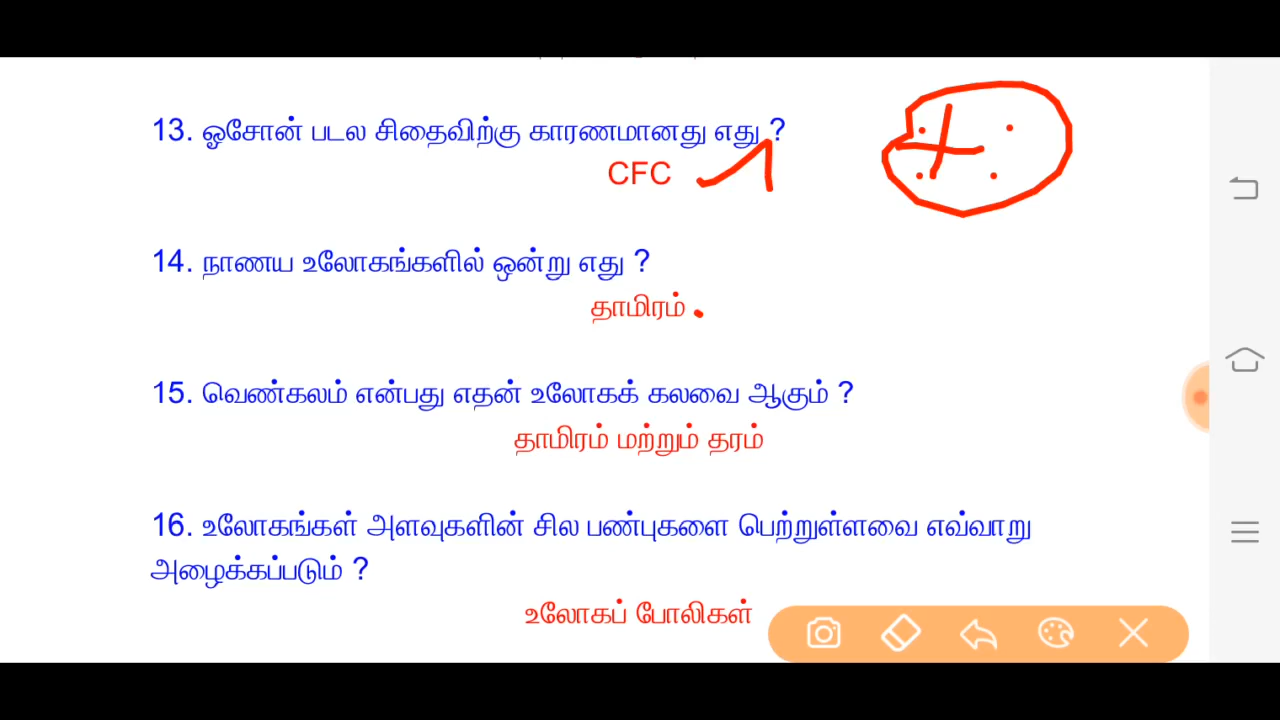 13. ஓசோன் படல சிதைவிற்கு காரணமானது எது ?
CFC
14. நாணய உலோகங்களில் ஒன்று எது ?
தாமிரம்
15. வெண்கலம் என்பது எதன் உலோகக் கலவை ஆகும் ?
தாமிரம் மற்றும் தரம்
16. உலோகங்கள் அளவுகளின் சில பண்புகளை பெற்றுள்ளவை எவ்வாறு
அழைக்கப்படும் ?
உலோகப் போலிகள்